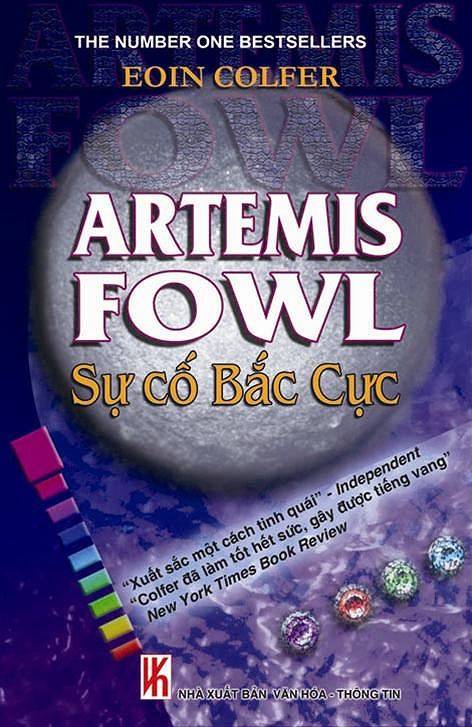 ARTEMIS
FOWL
THE NUMBER ONE BESTSELLERS
EOIN COLFER
ARTEMIS
FOWL
Sự cố Bắc Cực
"Xuất sắc một cách tinh quái" - Independent
"Colfer đã làm tốt hết sức, gây được tiếng vang"
New York Times Book Review
NHÀ XUẤT BẢN VĂN HÓA - THÔNG TIN